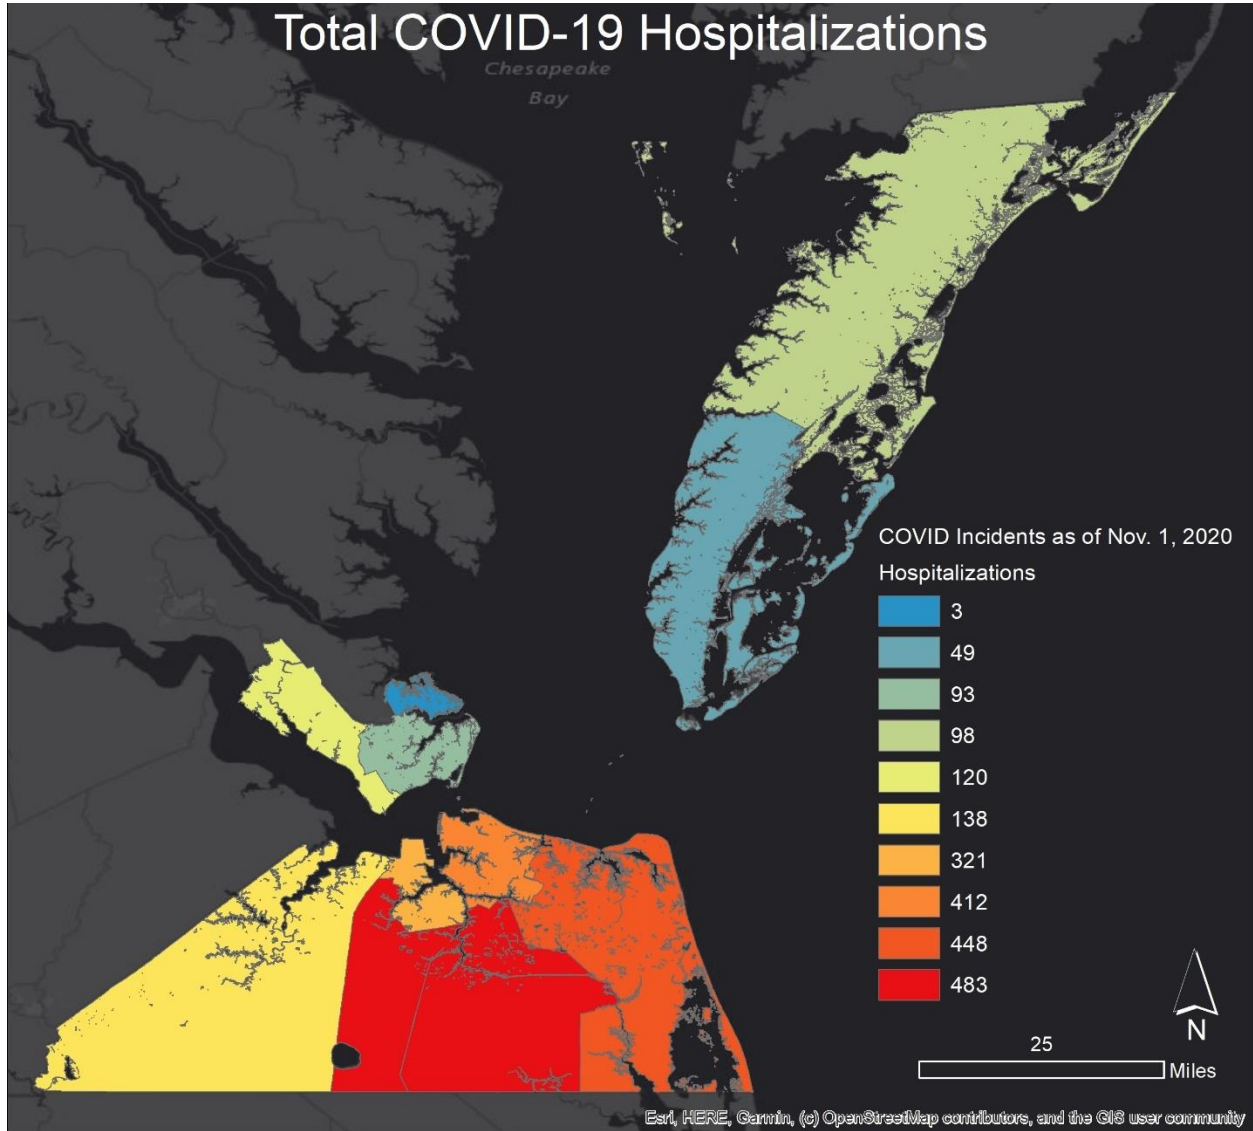 Total COVID-19 Hospitalizations
Chesapeake
Bay
COVID Incidents as of Nov. 1, 2020
Hospitalizations
3
49
93
98
120
138
321
412
448
483
N
25
Miles
Esri, HERE, Garmin, (c) OpenStreetMap contributors, and the GIS user community